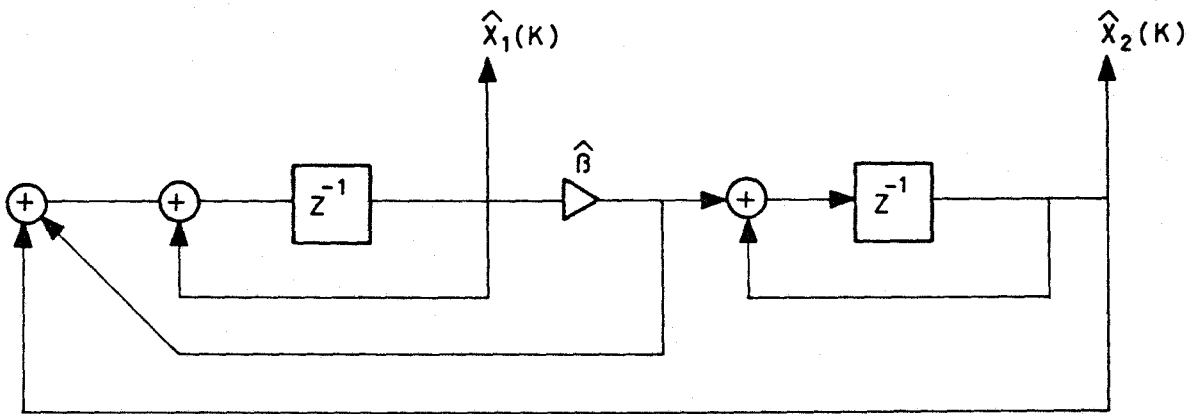 X̂₁(K)
X̂₂(K)
β̂
+
+
Z⁻¹
+
Z⁻¹